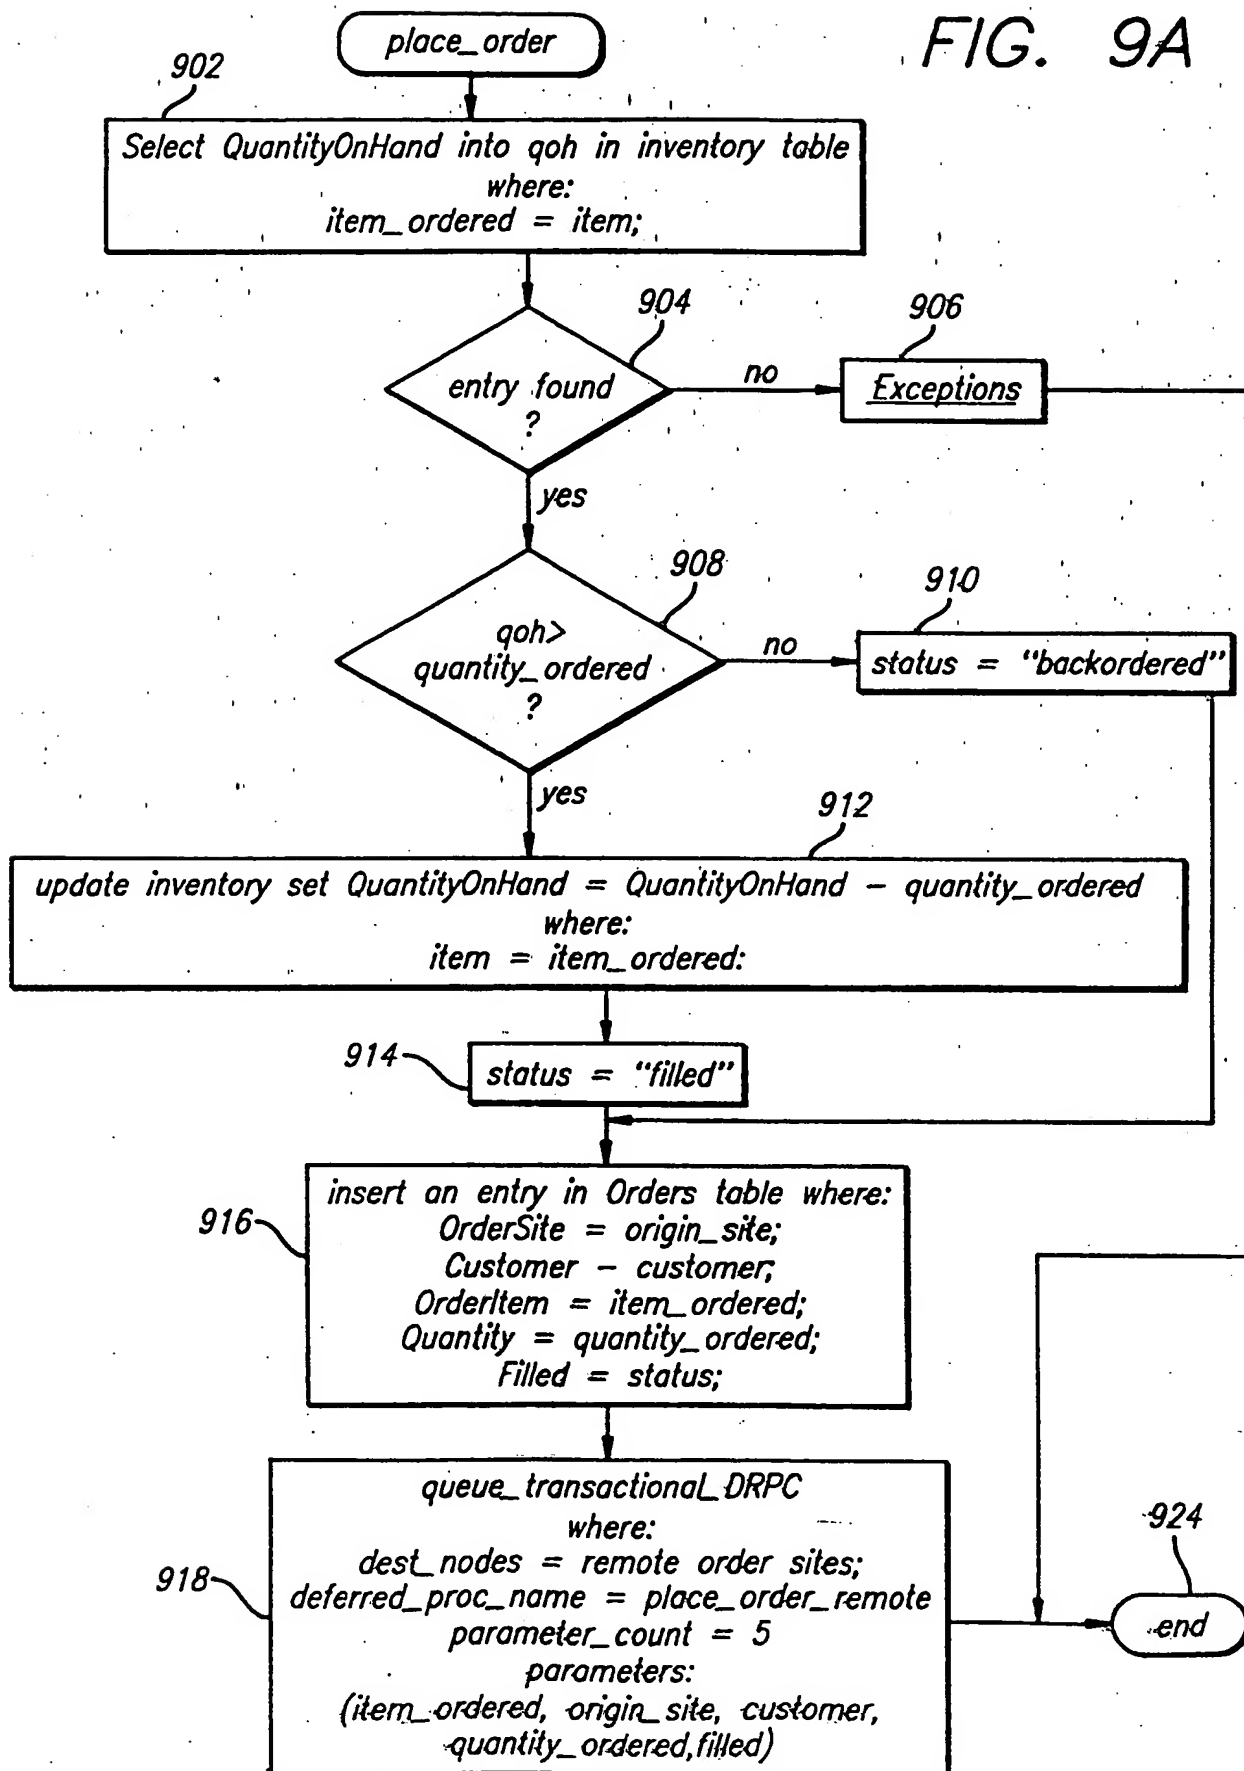 FIG. 9A
place_order
902
Select QuantityOnHand into qoh in inventory table
where:
item_ordered = item;
904
entry found
?
no
906
Exceptions
yes
908
qoh>
quantity_ordered
?
no
910
status = “backordered”
yes
912
update inventory set QuantityOnHand = QuantityOnHand - quantity_ordered
where:
item = item_ordered:
914
status = “filled”
916
insert an entry in Orders table where:
OrderSite = origin_site;
Customer - customer;
OrderItem = item_ordered;
Quantity = quantity_ordered;
Filled = status;
918
queue_transactional_DRPC
where:
dest_nodes = remote order sites;
deferred_proc_name = place_order_remote
parameter_count = 5
parameters:
(item_ordered, origin_site, customer,
quantity_ordered,filled)
924
end